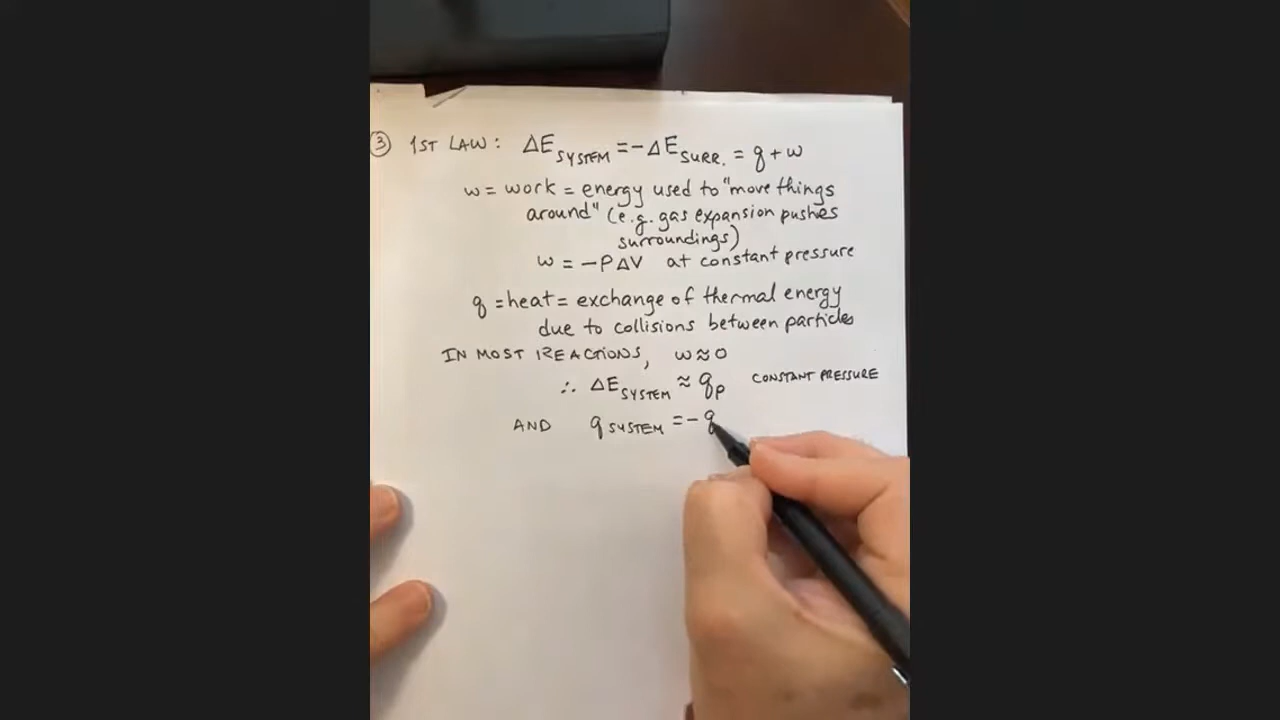 ③ 1ST LAW: ΔE SYSTEM = -ΔE SURR. = q + w
w = work = energy used to "move things
around" (e.g. gas expansion pushes
surroundings)
w = -PΔV at constant pressure
q = heat = exchange of thermal energy
due to collisions between particles
IN MOST REACTIONS, w ≈ 0
∴ ΔE SYSTEM ≈ qP CONSTANT PRESSURE
AND q SYSTEM = - q